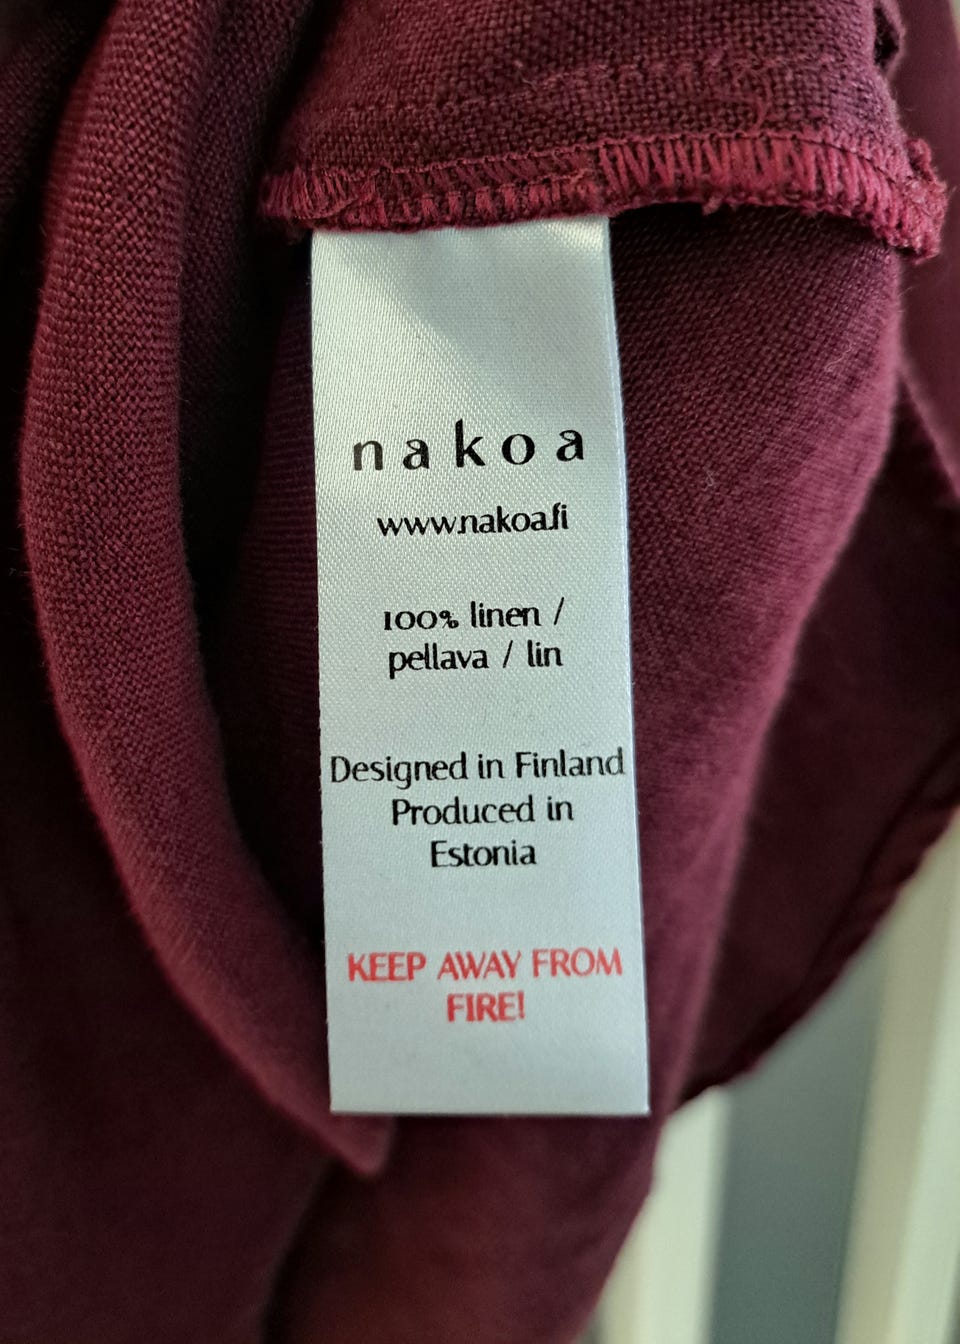 nakoa
www.nakoa.fi
100% linen /
pellava / lin
Designed in Finland
Produced in
Estonia
KEEP AWAY FROM
FIRE!